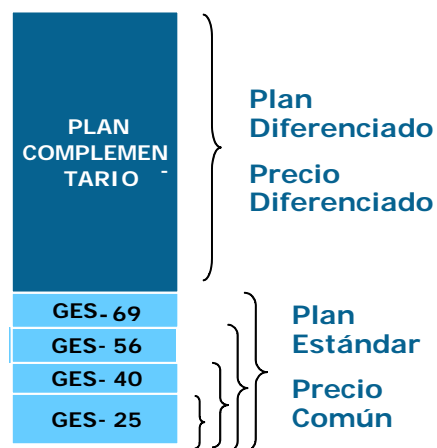 PLAN
COMPLEMEN
TARIO -
Plan
Diferenciado
Precio
Diferenciado
GES- 69
GES- 56
GES- 40
GES- 25
Plan
Estándar
Precio
Común